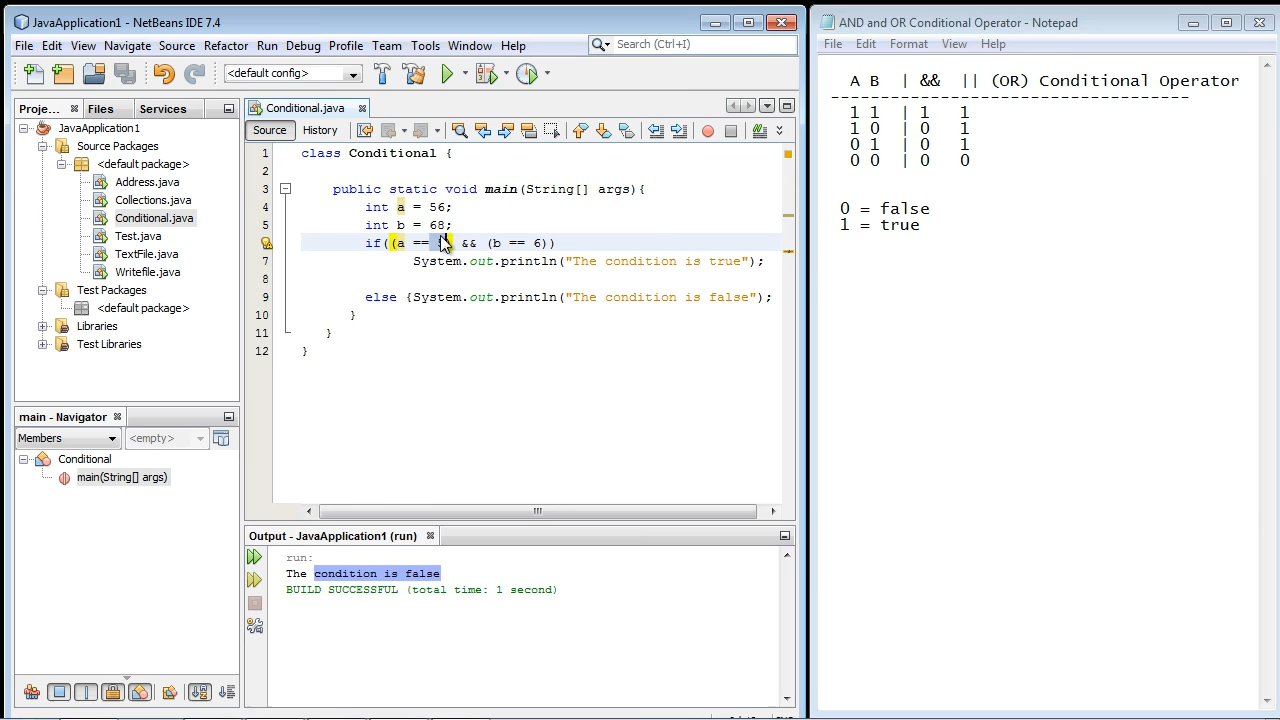 JavaApplication1 - NetBeans IDE 7.4
File Edit View Navigate Source Refactor Run Debug Profile Team Tools Window Help
Search (Ctrl+I)
<default config>
Proje...
Files
Services
JavaApplication1
Source Packages
<default package>
Address.java
Collections.java
Conditional.java
Test.java
TextFile.java
Writefile.java
Test Packages
<default package>
Libraries
Test Libraries
main - Navigator
Members
<empty>
Conditional
main(String[] args)
Conditional.java
Source
History
1 class Conditional {
2
3 public static void main(String[] args){
4 int a = 56;
5 int b = 68;
if((a == && (b == 6))
7 System.out.println("The condition is true");
8
9 else {System.out.println("The condition is false");
10 }
11 }
12 }
Output - JavaApplication1 (run)
run:
The condition is false
BUILD SUCCESSFUL (total time: 1 second)
AND and OR Conditional Operator - Notepad
File Edit Format View Help
A B | && || (OR) Conditional Operator
------------------------------------
1 1 | 1 1
1 0 | 0 1
0 1 | 0 1
0 0 | 0 0
0 = false
1 = true